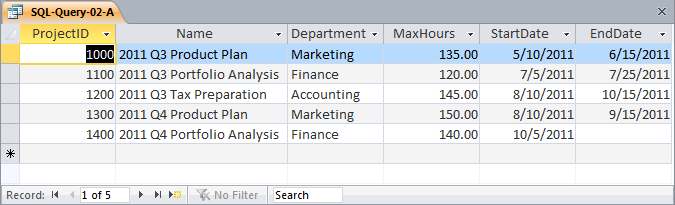 SQL-Query-02-A
ProjectID Name Department MaxHours StartDate EndDate
1000 2011 Q3 Product Plan Marketing 135.00 5/10/2011 6/15/2011
1100 2011 Q3 Portfolio Analysis Finance 120.00 7/5/2011 7/25/2011
1200 2011 Q3 Tax Preparation Accounting 145.00 8/10/2011 10/15/2011
1300 2011 Q4 Product Plan Marketing 150.00 8/10/2011 9/15/2011
1400 2011 Q4 Portfolio Analysis Finance 140.00 10/5/2011
Record: 1 of 5 No Filter Search